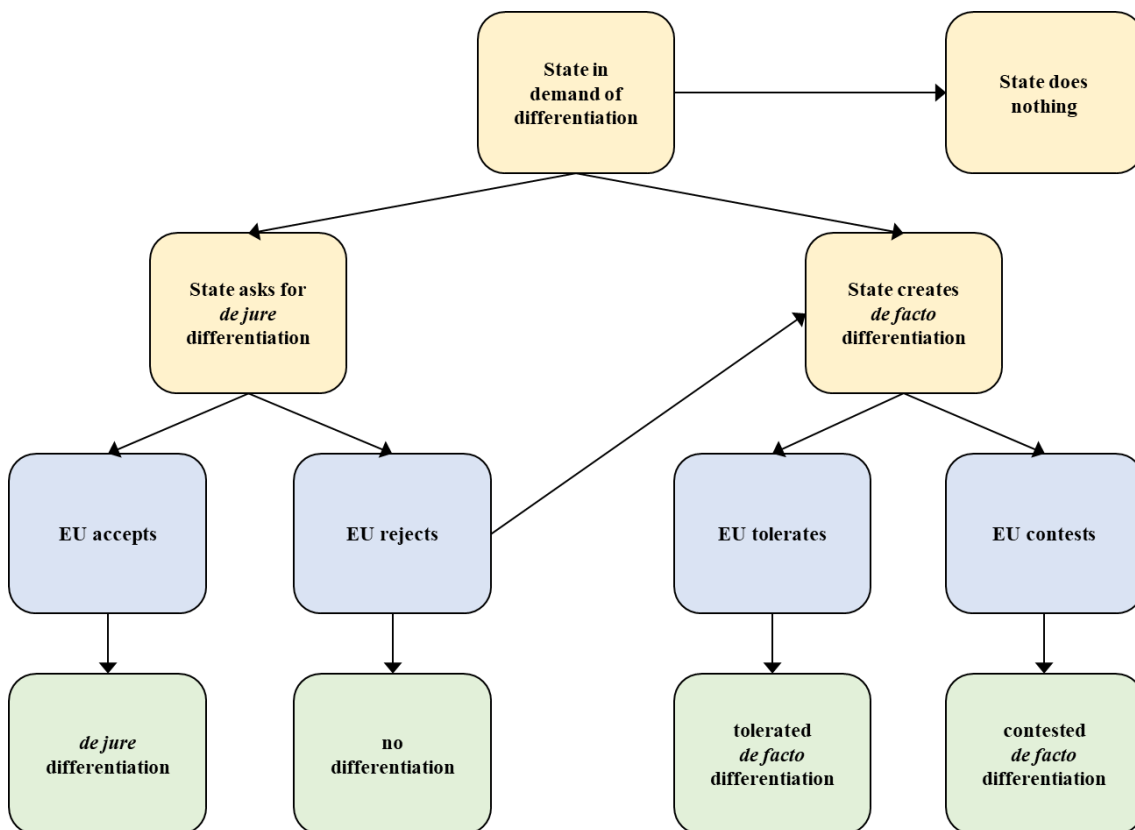 State in
demand of
differentiation
State does
nothing
State asks for
de jure
differentiation
State creates
de facto
differentiation
EU accepts
EU rejects
EU tolerates
EU contests
de jure
differentiation
no
differentiation
tolerated
de facto
differentiation
contested
de facto
differentiation